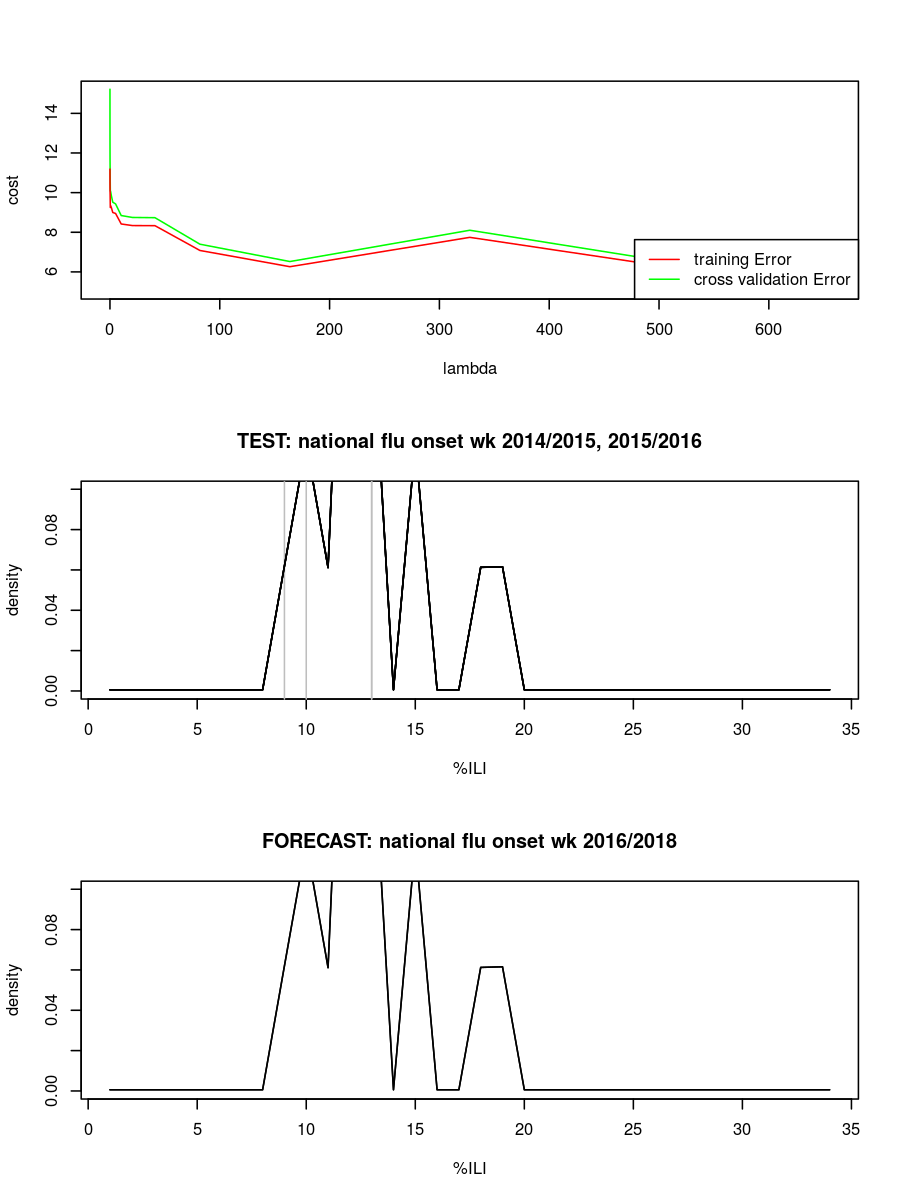 14
12
10
8
6
cost
training Error
cross validation Error
0 100 200 300 400 500 600
lambda
TEST: national flu onset wk 2014/2015, 2015/2016
0.08
0.04
0.00
density
0 5 10 15 20 25 30 35
%ILI
FORECAST: national flu onset wk 2016/2018
0.08
0.04
0.00
density
0 5 10 15 20 25 30 35
%ILI